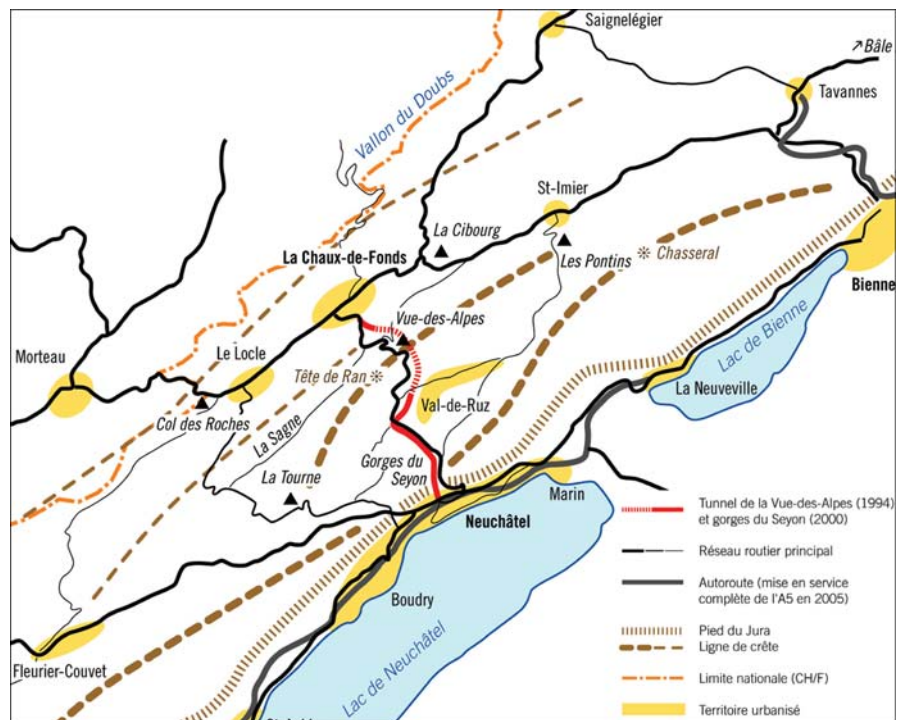 Saignelégier
↗Bâle
Tavannes
Vallon du Doubs
St-Imier
La Cibourg
Les Pontins
Chasseral
La Chaux-de-Fonds
Bienne
Vue-des-Alpes
Lac de Bienne
Morteau
Le Locle
Tête de Ran
La Neuveville
Col des Roches
La Sagne
Val-de-Ruz
Gorges du
Seyon
La Tourne
Marin
Neuchâtel
Boudry
Fleurier-Couvet
Lac de Neuchâtel
Tunnel de la Vue-des-Alpes (1994)
et gorges du Seyon (2000)
Réseau routier principal
Autoroute (mise en service
complète de l'A5 en 2005)
Pied du Jura
Ligne de crête
Limite nationale (CH/F)
Territoire urbanisé